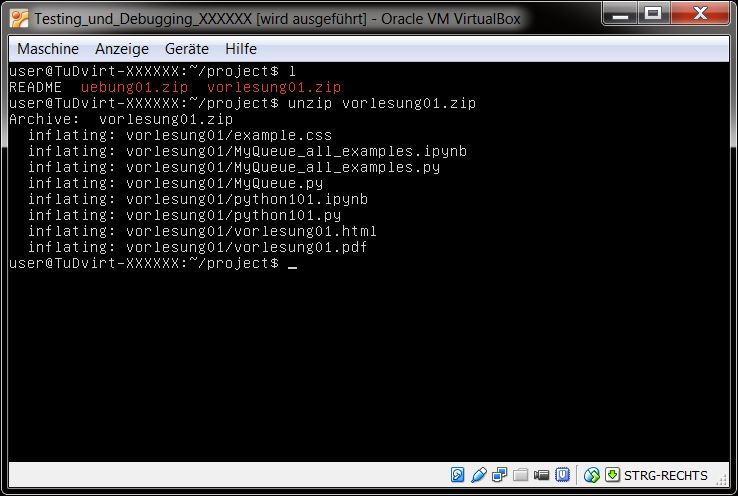 Testing_und_Debugging_XXXXXX [wird ausgeführt] - Oracle VM VirtualBox
Maschine Anzeige Geräte Hilfe
user@TuDvirt-XXXXXX:~/project$ l
README  uebung01.zip  vorlesung01.zip
user@TuDvirt-XXXXXX:~/project$ unzip vorlesung01.zip
Archive:  vorlesung01.zip
  inflating: vorlesung01/example.css
  inflating: vorlesung01/MyQueue_all_examples.ipynb
  inflating: vorlesung01/MyQueue_all_examples.py
  inflating: vorlesung01/MyQueue.py
  inflating: vorlesung01/python101.ipynb
  inflating: vorlesung01/python101.py
  inflating: vorlesung01/vorlesung01.html
  inflating: vorlesung01/vorlesung01.pdf
user@TuDvirt-XXXXXX:~/project$ _
STRG-RECHTS